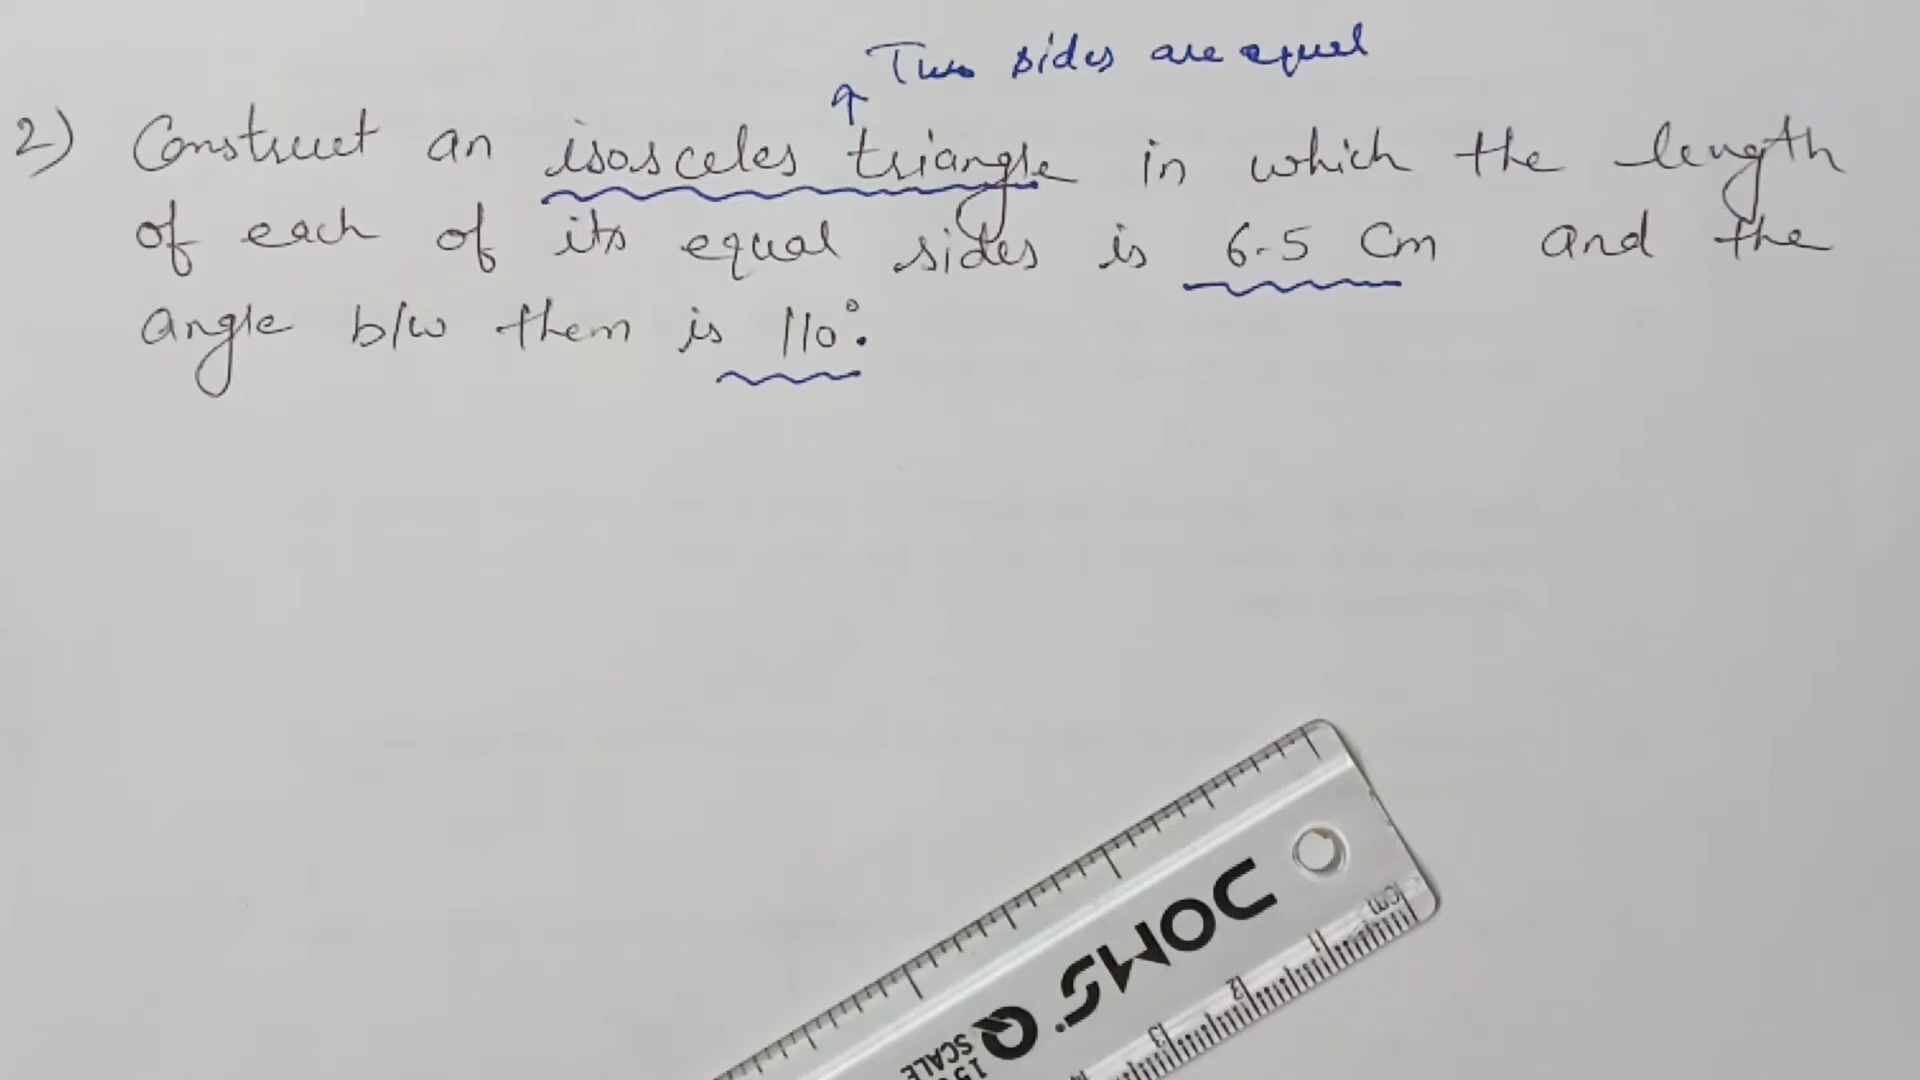 Two sides are equal
2) Construct an isosceles triangle in which the length
of each of its equal sides is 6.5 Cm and the
angle b/w them is 110°.
DOMS Q
SCALE
cm